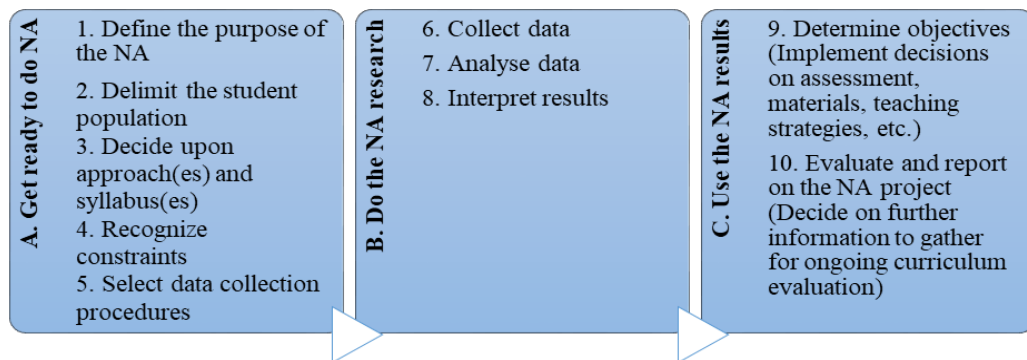 A. Get ready to do NA
1. Define the purpose of
the NA
2. Delimit the student
population
3. Decide upon
approach(es) and
syllabus(es)
4. Recognize
constraints
5. Select data collection
procedures
B. Do the NA research
6. Collect data
7. Analyse data
8. Interpret results
C. Use the NA results
9. Determine objectives
(Implement decisions
on assessment,
materials, teaching
strategies, etc.)
10. Evaluate and report
on the NA project
(Decide on further
information to gather
for ongoing curriculum
evaluation)